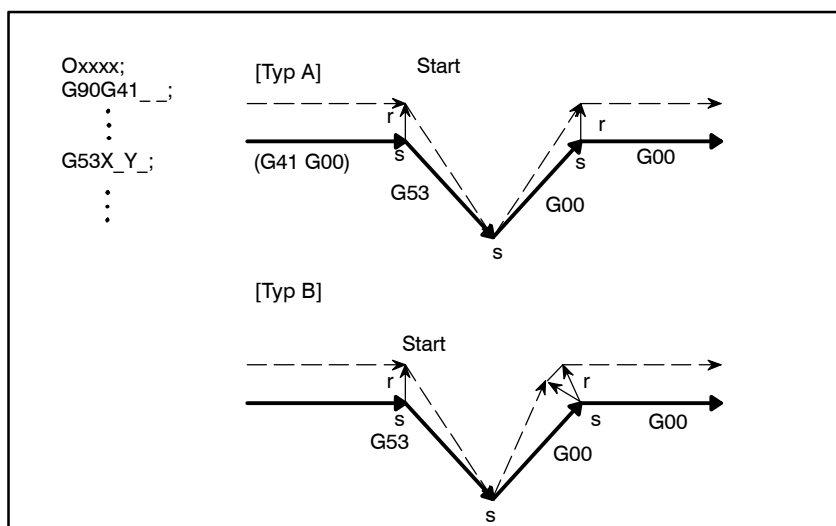 Oxxxx;
G90G41_ _;
G53X_Y_;
[Typ A]
Start
r
r
s
(G41 G00)
s
G00
G53
G00
s
[Typ B]
Start
r
r
s
s
G00
G53
G00
s